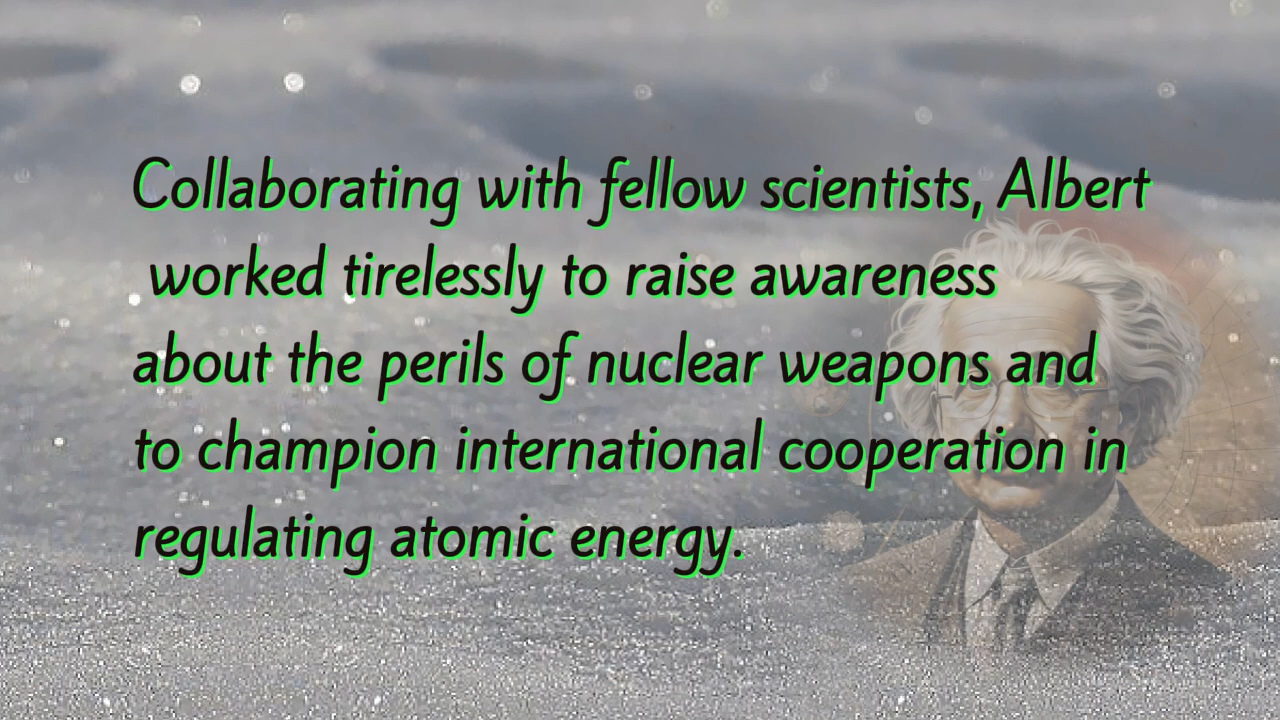 Collaborating with fellow scientists, Albert
worked tirelessly to raise awareness
about the perils of nuclear weapons and
to champion international cooperation in
regulating atomic energy.